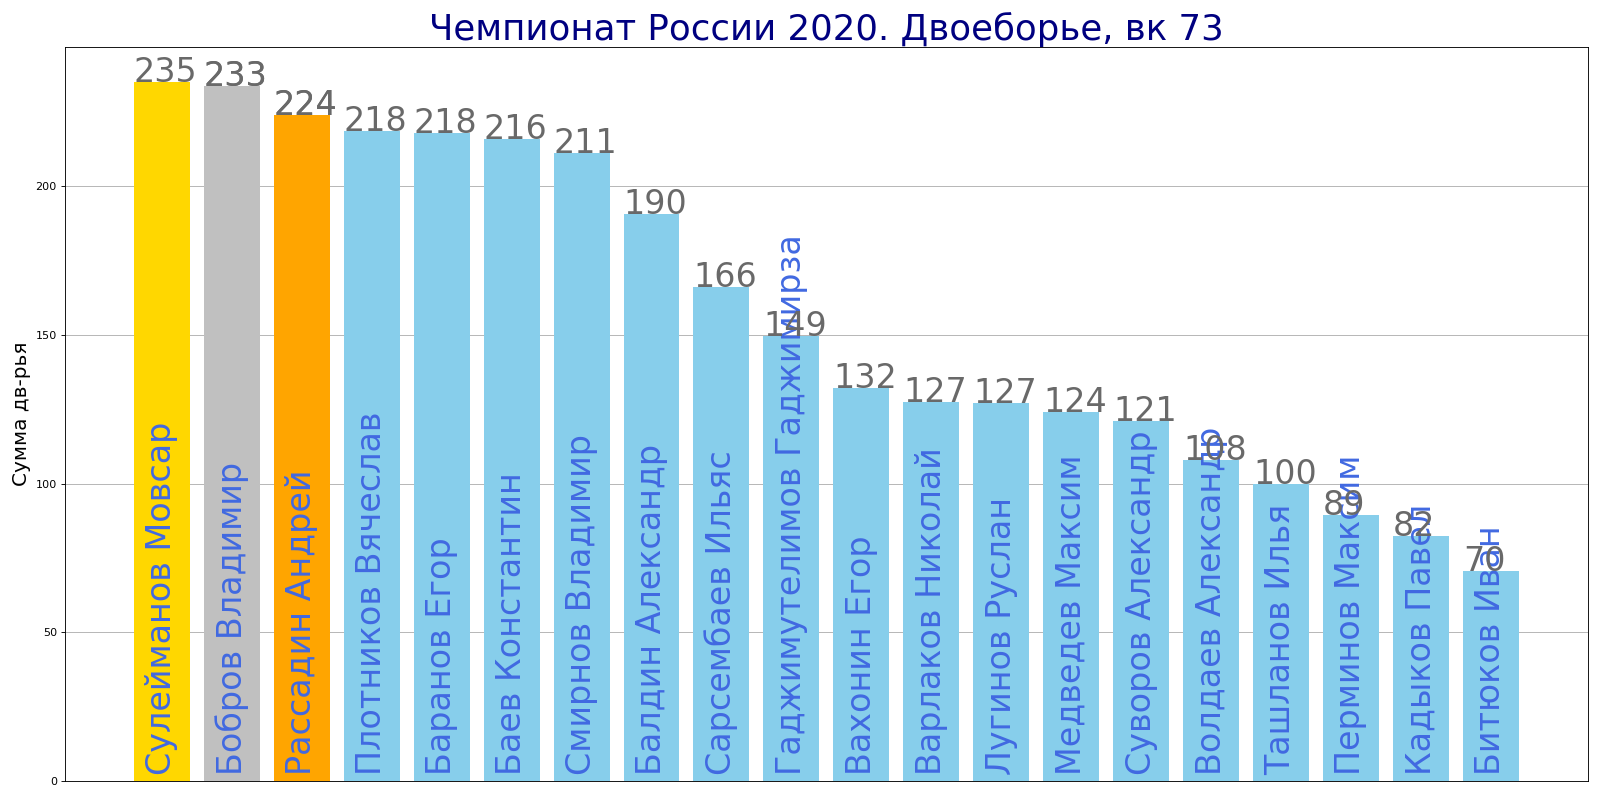 Чемпионат России 2020. Двоеборье, вк 73
Сумма дв-рья
200
150
100
50
0
235
233
224
218
218
216
211
190
166
149
132
127
127
124
121
108
100
89
82
70
Сулейманов Мовсар
Бобров Владимир
Рассадин Андрей
Плотников Вячеслав
Баранов Егор
Баев Константин
Смирнов Владимир
Балдин Александр
Сарсембаев Ильяс
Гаджимутелимов Гаджимирза
Вахонин Егор
Варлаков Николай
Лугинов Руслан
Медведев Максим
Суворов Александр
Волдаев Александр
Ташланов Илья
Перминов Максим
Кадыков Павел
Битюков Иван